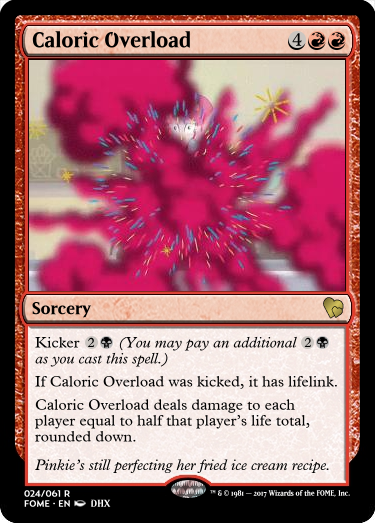 Caloric Overload 4
Sorcery
Kicker 2 (You may pay an additional 2
as you cast this spell.)
If Caloric Overload was kicked, it has lifelink.
Caloric Overload deals damage to each
player equal to half that player's life total,
rounded down.
Pinkie's still perfecting her fried ice cream recipe.
024/061 R
FOME • EN DHX
™ & © 1981 — 2017 Wizards of the FOME, Inc.